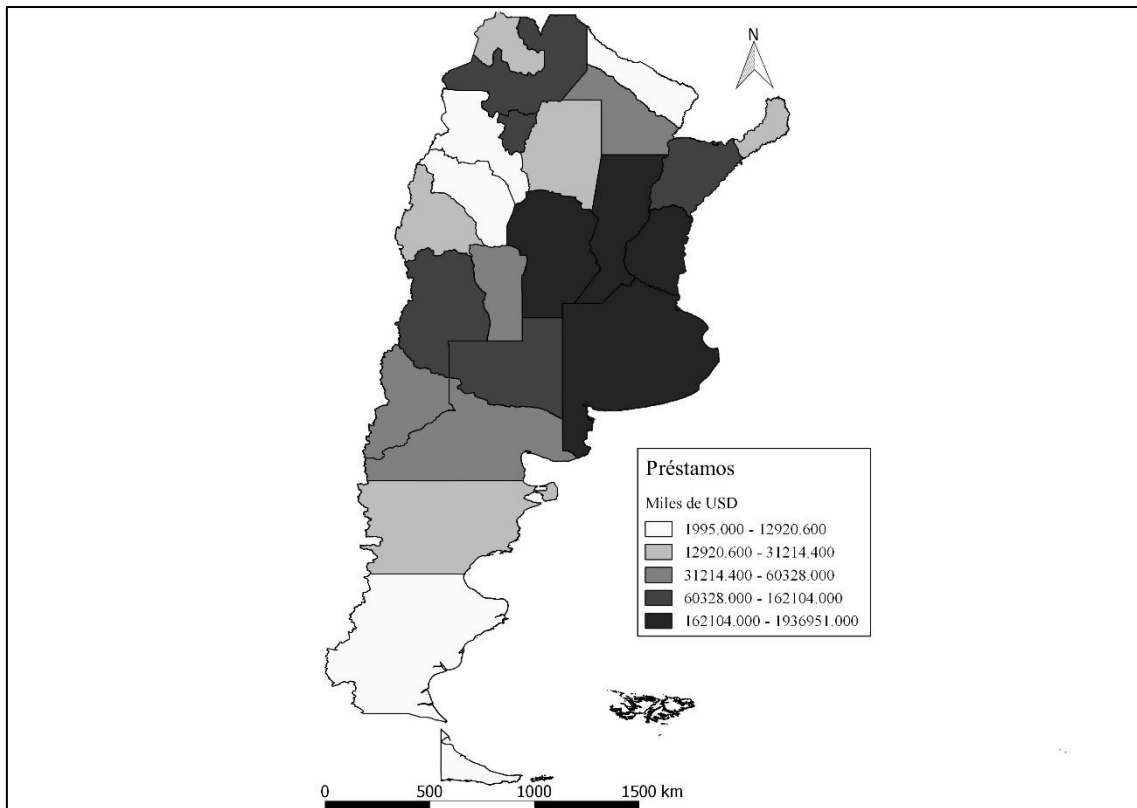 N
Préstamos
Miles de USD
1995.000 - 12920.600
12920.600 - 31214.400
31214.400 - 60328.000
60328.000 - 162104.000
162104.000 - 1936951.000
0 500 1000 1500 km